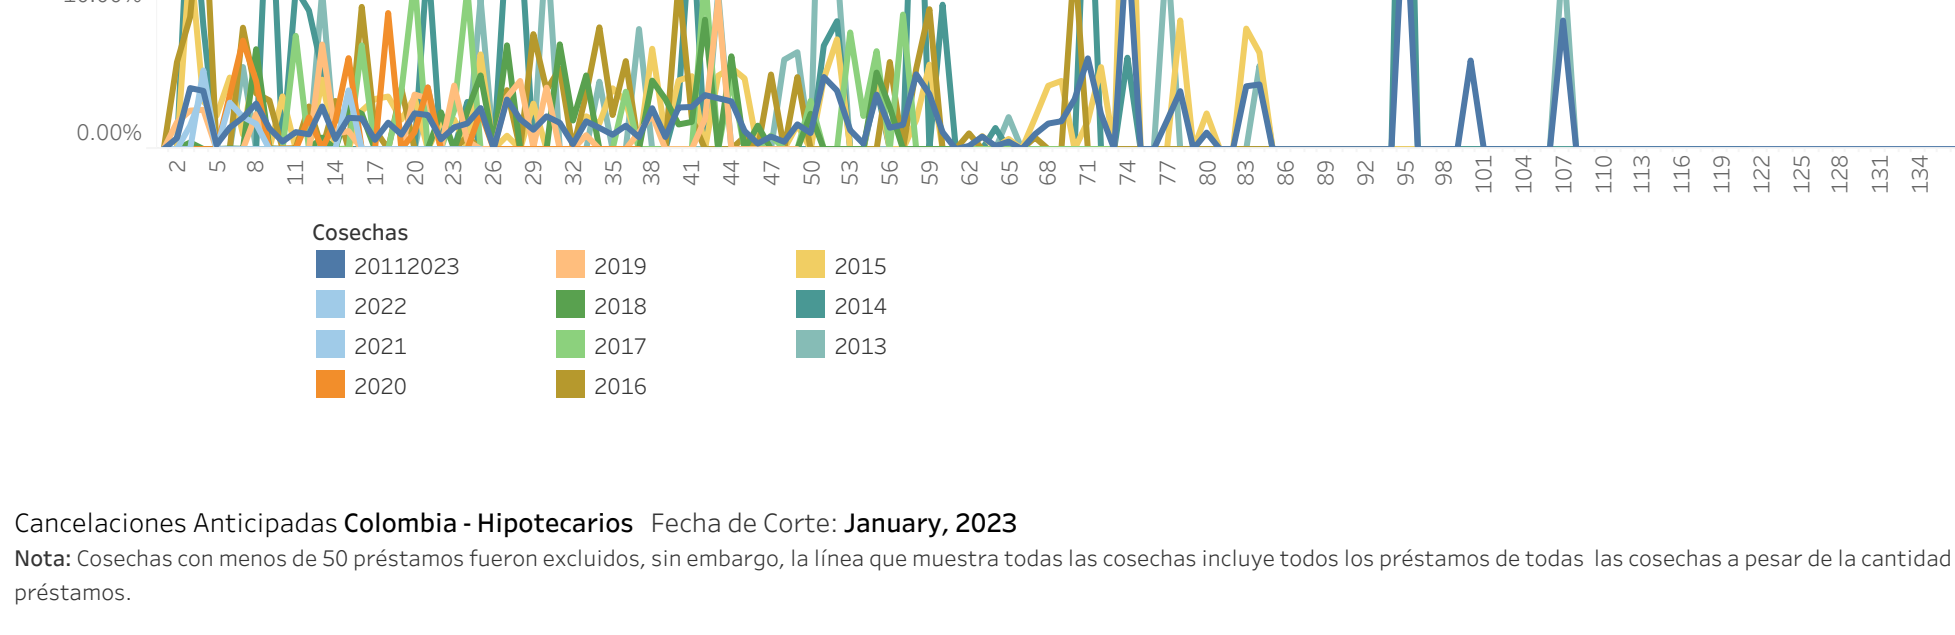 0.00%
2 5 8 11 14 17 20 23 26 29 32 35 38 41 44 47 50 53 56 59 62 65 68 71 74 77 80 83 86 89 92 95 98 101 104 107 110 113 116 119 122 125 128 131 134
Cosechas
20112023 2019 2015
2022 2018 2014
2021 2017 2013
2020 2016
Cancelaciones Anticipadas Colombia - Hipotecarios Fecha de Corte: January, 2023
Nota: Cosechas con menos de 50 préstamos fueron excluidos, sin embargo, la línea que muestra todas las cosechas incluye todos los préstamos de todas las cosechas a pesar de la cantidad
préstamos.